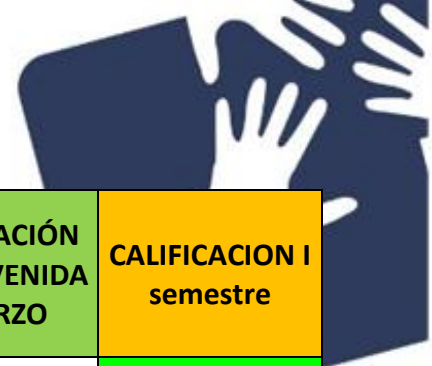 ACIÓN
VENIDA
RZO
CALIFICACION I
semestre